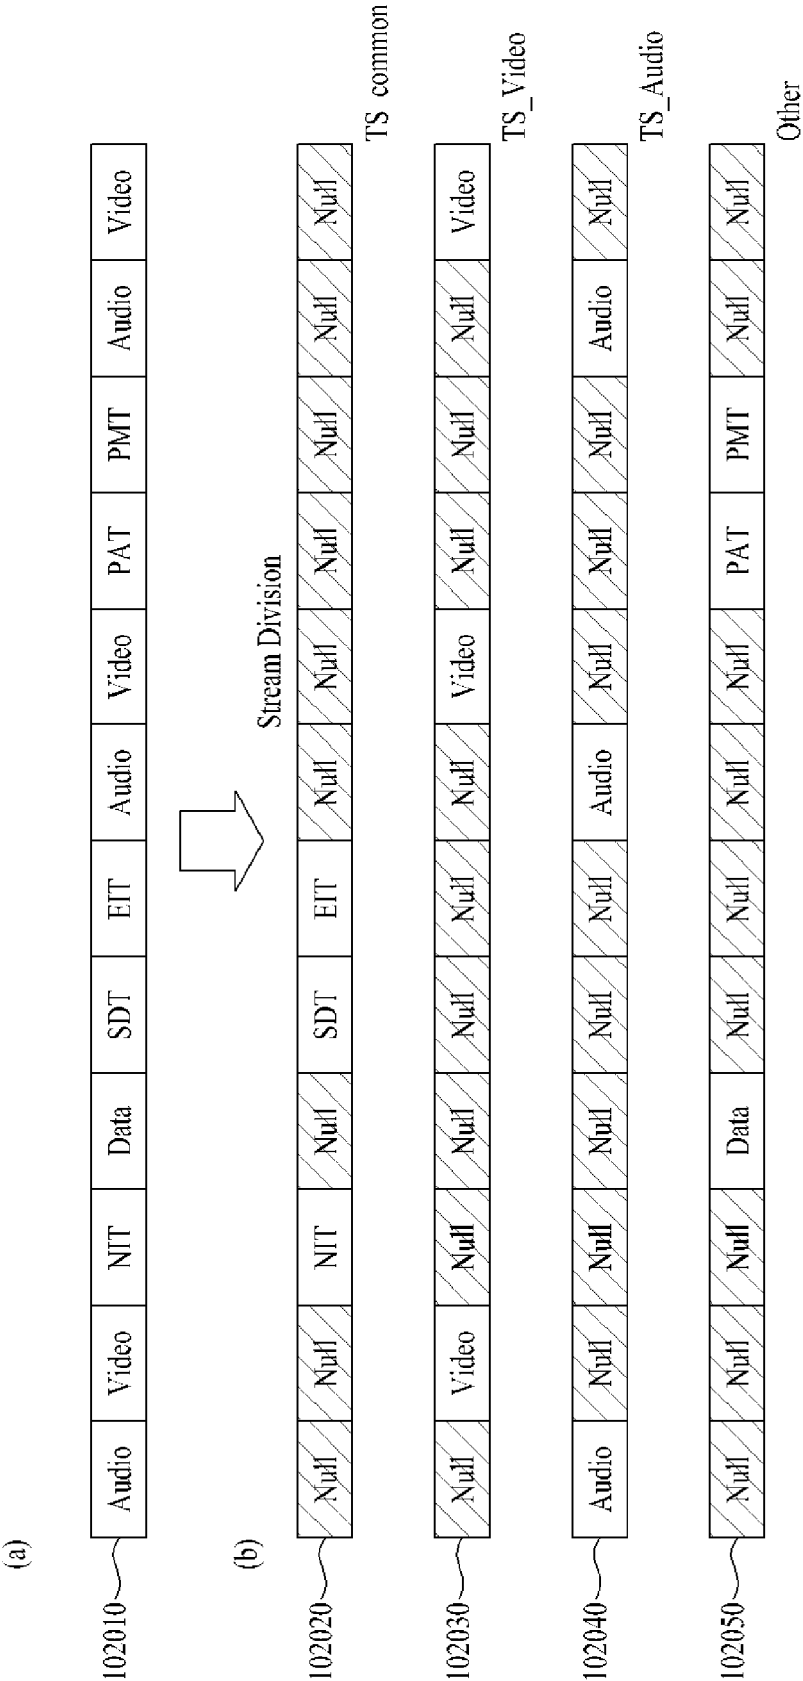 (a)
102010 Audio Video NIT Data SDT EIT Audio Video PAT PMT Audio Video
Stream Division
(b)
102020 Null Null NIT Null SDT EIT Null Null Null Null Null Null
TS_common
102030 Null Video Null Null Null Null Null Video Null Null Null Video
TS_Video
102040 Audio Null Null Null Null Null Audio Null Null Null Audio Null
TS_Audio
102050 Null Null Null Data Null Null Null Null PAT PMT Null Null
Other